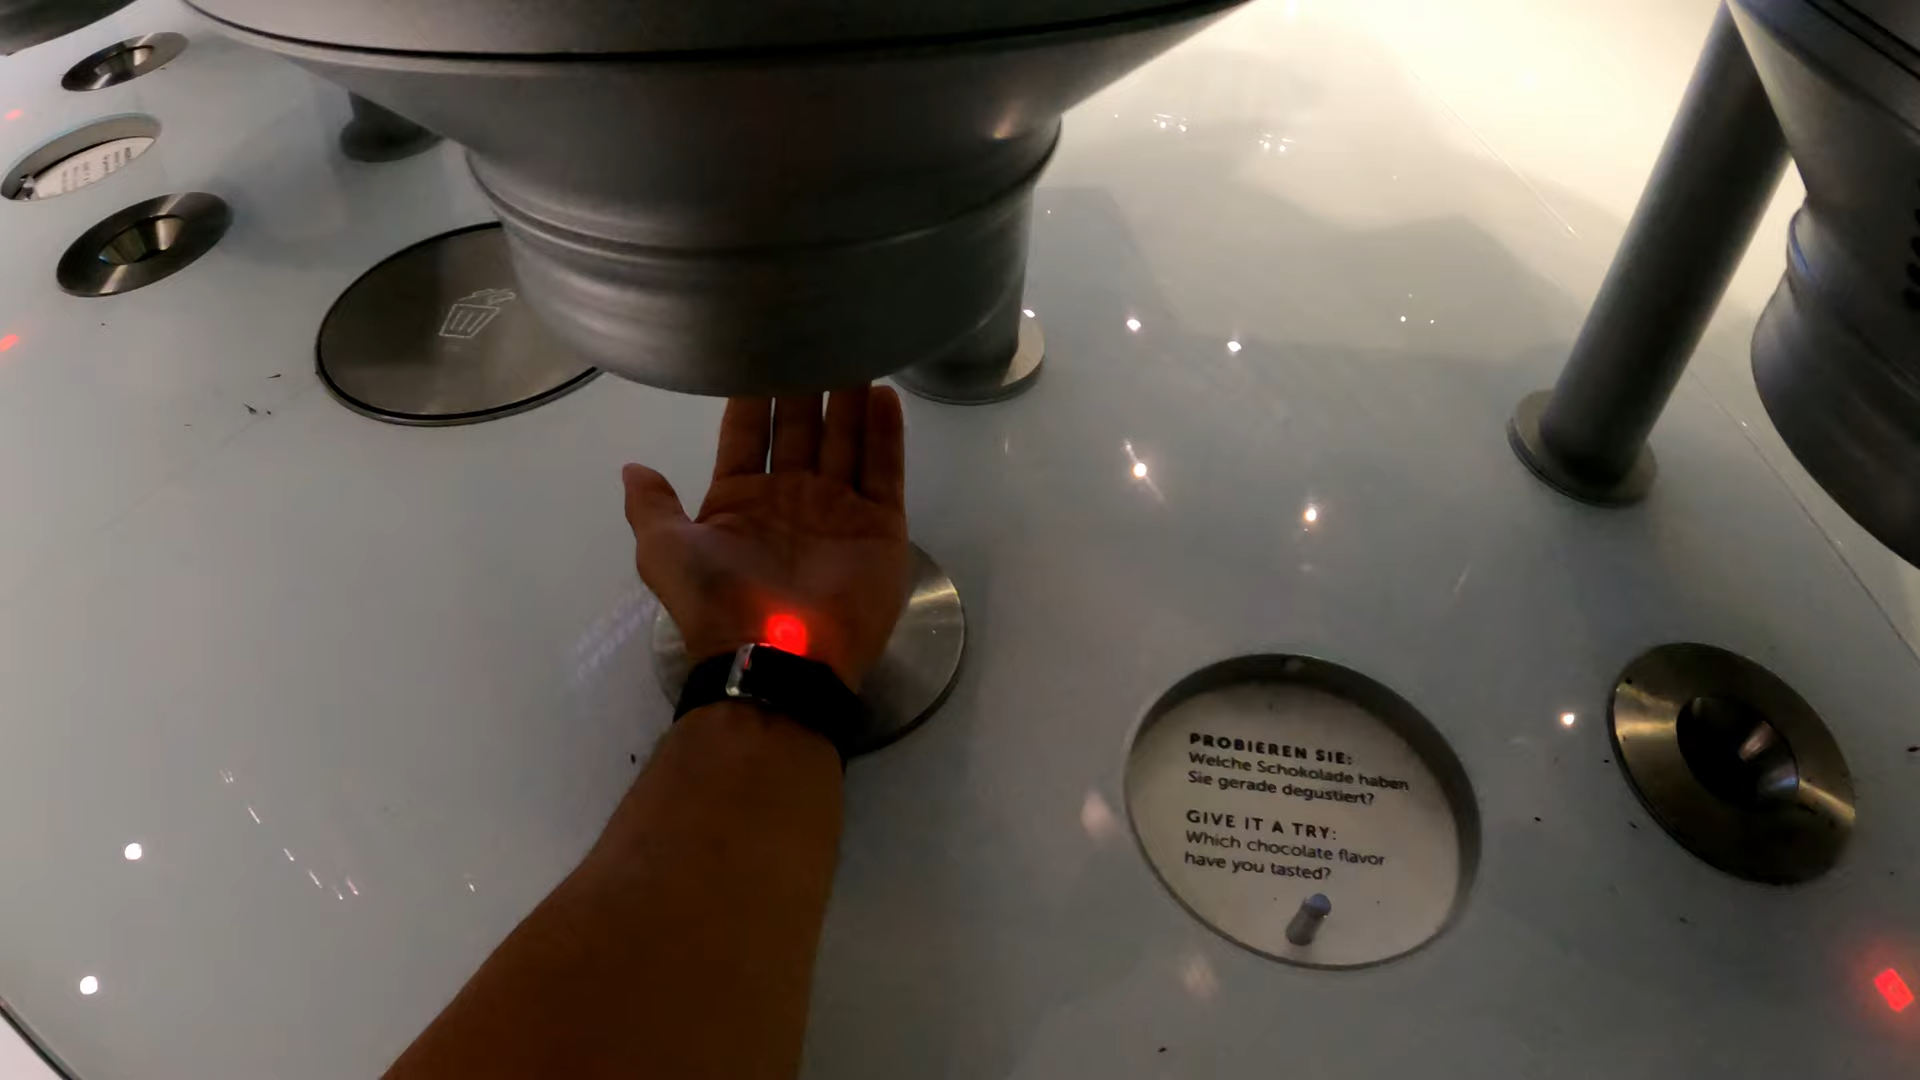 PROBIEREN SIE:
Welche Schokolade haben
Sie gerade degustiert?
GIVE IT A TRY:
Which chocolate flavor
have you tasted?